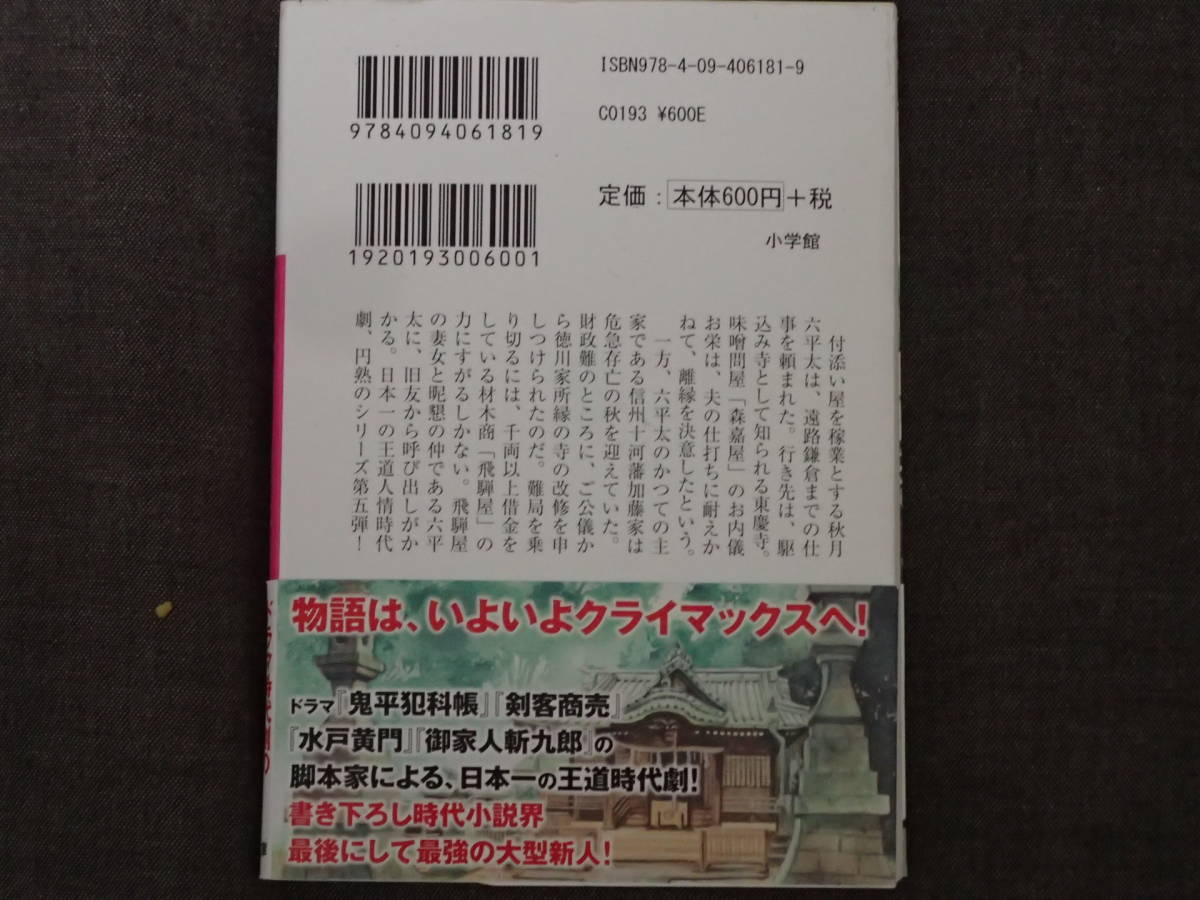 ISBN978-4-09-406181-9
9784094061819
C0193 ¥600E
定価：本体600円＋税
1920193006001
小学館
付添い屋を稼業とする秋月
六平太は、遠路鎌倉までの仕
事を頼まれた。行き先は、駆
込み寺として知られる東慶寺。
味噌問屋「森嘉屋」のお内儀
お栄は、夫の仕打ちに耐えか
ねて、離縁を決意したという。
一方、六平太のかつての主
家である信州十河藩加藤家は
危急存亡の秋を迎えていた。
財政難のところに、ご公儀か
ら徳川家所縁の寺の改修を申
しつけられたのだ。難局を乗
り切るには、千両以上借金を
している材木商「飛騨屋」の
力にすがるしかない。飛騨屋
の妻女と昵懇の仲である六平
太に、旧友から呼び出しがか
かる。日本一の王道人情時代
劇、円熟のシリーズ第五弾！
物語は、いよいよクライマックスへ！
ドラマ『鬼平犯科帳』『剣客商売』
『水戸黄門』『御家人斬九郎』の
脚本家による、日本一の王道時代劇！
書き下ろし時代小説界
最後にして最強の大型新人！